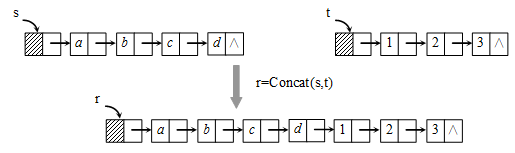 s t
a b c d ∧ 1 2 3 ∧
r=Concat(s,t)
r
a b c d 1 2 3 ∧